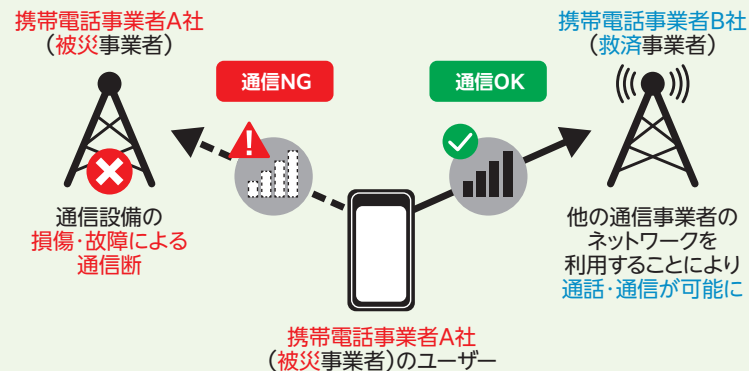 携帯電話事業者A社
(被災事業者)
携帯電話事業者B社
(救済事業者)
通信NG
通信OK
通信設備の
損傷・故障による
通信断
他の通信事業者の
ネットワークを
利用することにより
通話・通信が可能に
携帯電話事業者A社
(被災事業者)のユーザー